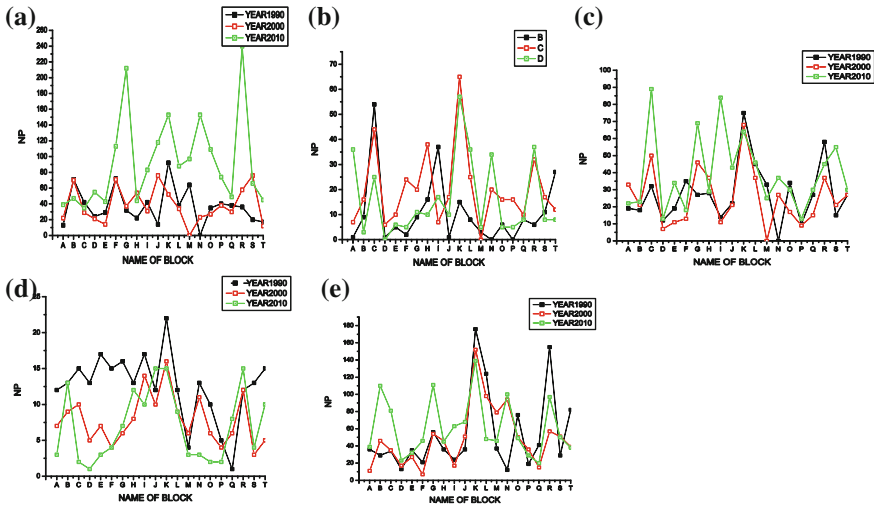 (a)
YEAR1990
YEAR2000
YEAR2010
NP
260
240
220
200
180
160
140
120
100
80
60
40
20
0
A B C D E F G H I J K L M N O P Q R S T
NAME OF BLOCK
(b)
B
C
D
NP
70
60
50
40
30
20
10
0
A B C D E F G H I J K L M N O P Q R S T
NAME OF BLOCK
(c)
YEAR1990
YEAR2000
YEAR2010
NP
100
90
80
70
60
50
40
30
20
10
0
A B C D E F G H I J K L M N O P Q R S T
NAME OF BLOCK
(d)
YEAR1990
YEAR2000
YEAR2010
NP
25
20
15
10
5
0
A B C D E F G H I J K L M N O P Q R S T
NAME OF BLOCK
(e)
YEAR1990
YEAR2000
YEAR2010
NP
180
160
140
120
100
80
60
40
20
0
A B C D E F G H I J K L M N O P Q R S T
NAME OF BLOCK